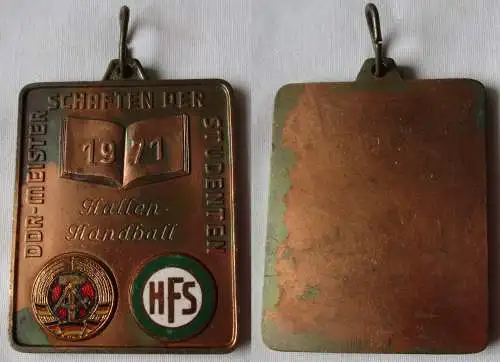 DDR-MEISTERSCHAFTEN DER STUDENTEN
1971
Hallen-
Handball
HFS